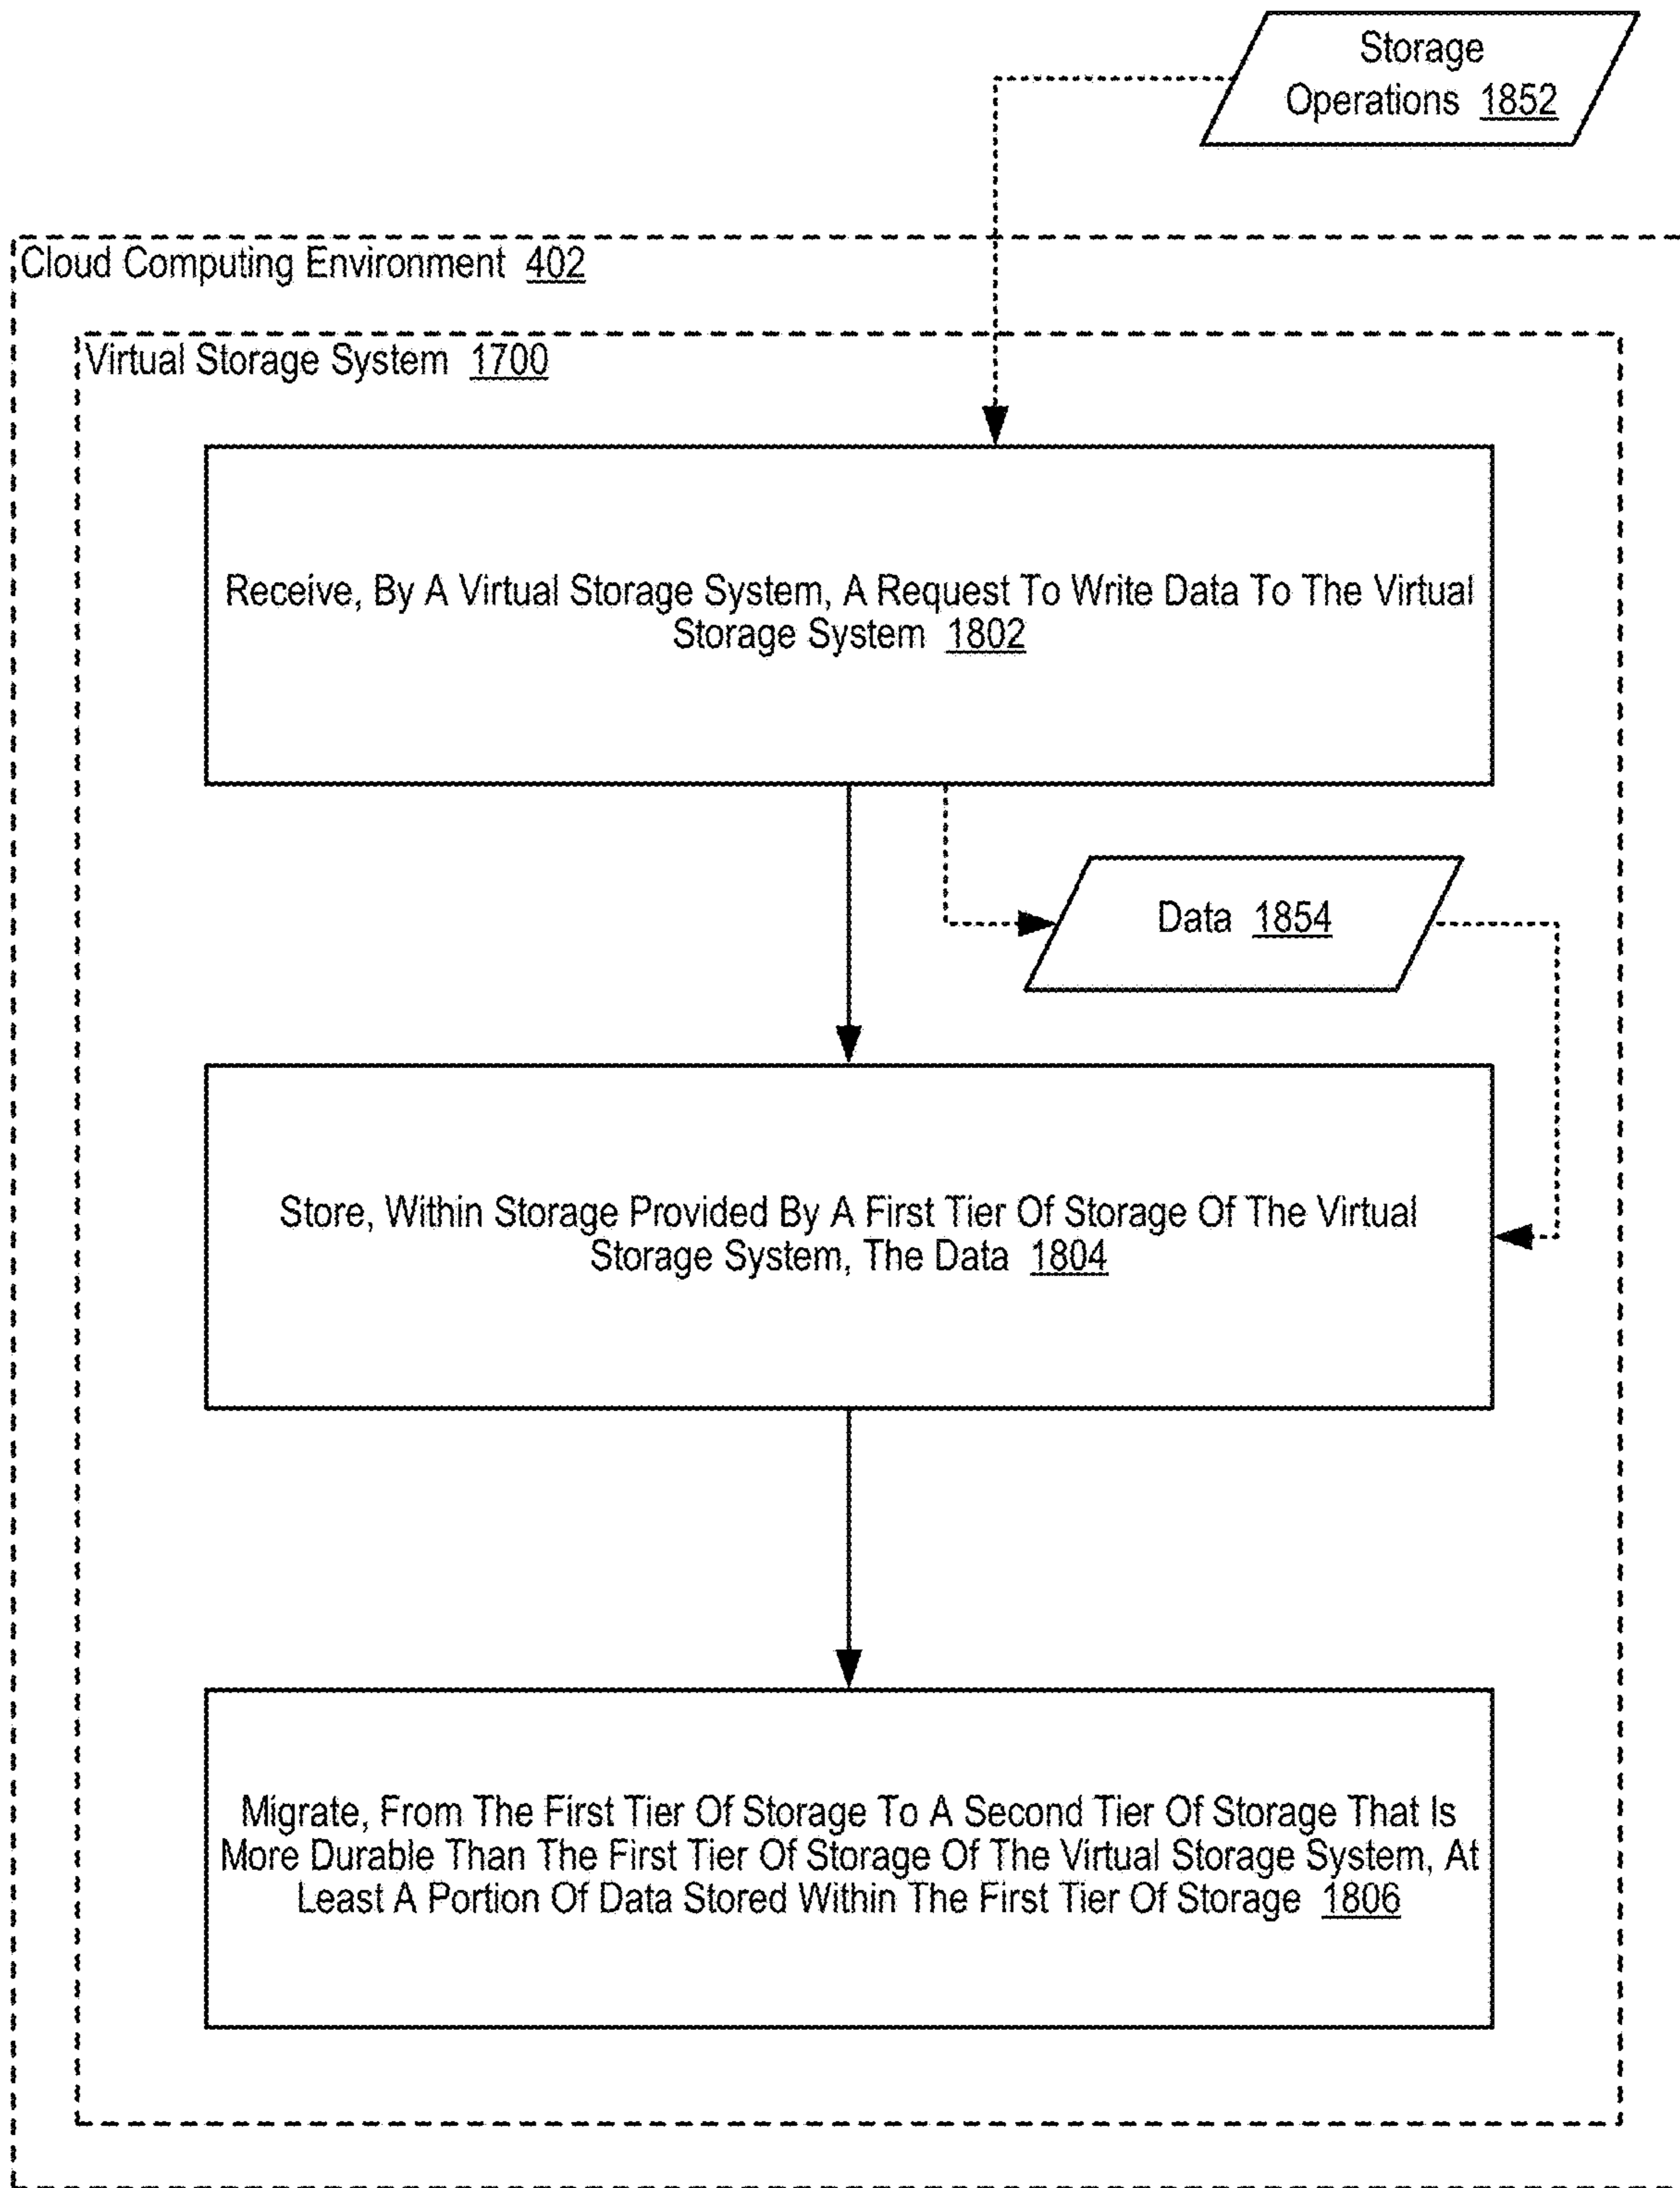 Storage
Operations 1852
Cloud Computing Environment 402
Virtual Storage System 1700
Receive, By A Virtual Storage System, A Request To Write Data To The Virtual
Storage System 1802
Data 1854
Store, Within Storage Provided By A First Tier Of Storage Of The Virtual
Storage System, The Data 1804
Migrate, From The First Tier Of Storage To A Second Tier Of Storage That Is
More Durable Than The First Tier Of Storage Of The Virtual Storage System, At
Least A Portion Of Data Stored Within The First Tier Of Storage 1806